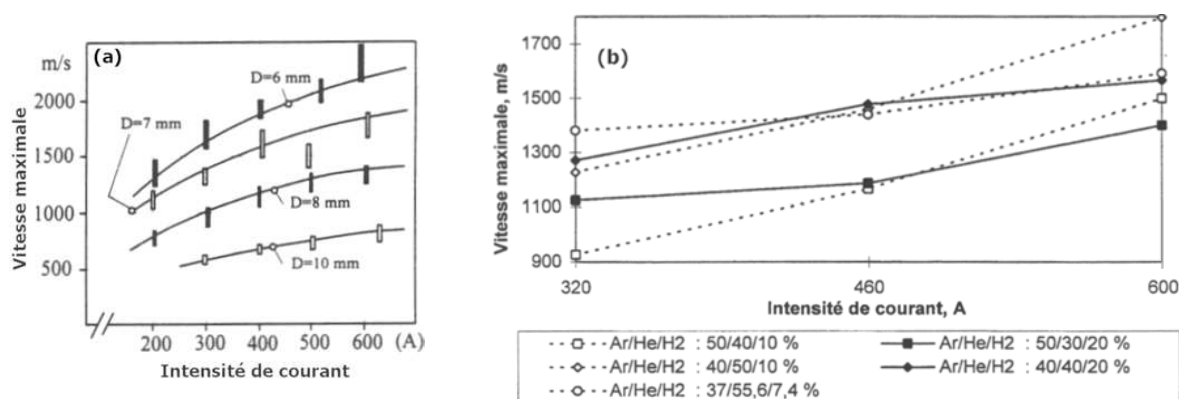 (a)
m/s
2000
1500
1000
500
Vitesse maximale
D=6 mm
D=7 mm
D=8 mm
D=10 mm
200 300 400 500 600 (A)
Intensité de courant
(b)
Vitesse maximale, m/s
1700
1500
1300
1100
900
320 460 600
Intensité de courant, A
Ar/He/H2 : 50/40/10 %
Ar/He/H2 : 50/30/20 %
Ar/He/H2 : 40/50/10 %
Ar/He/H2 : 40/40/20 %
Ar/He/H2 : 37/55,6/7,4 %